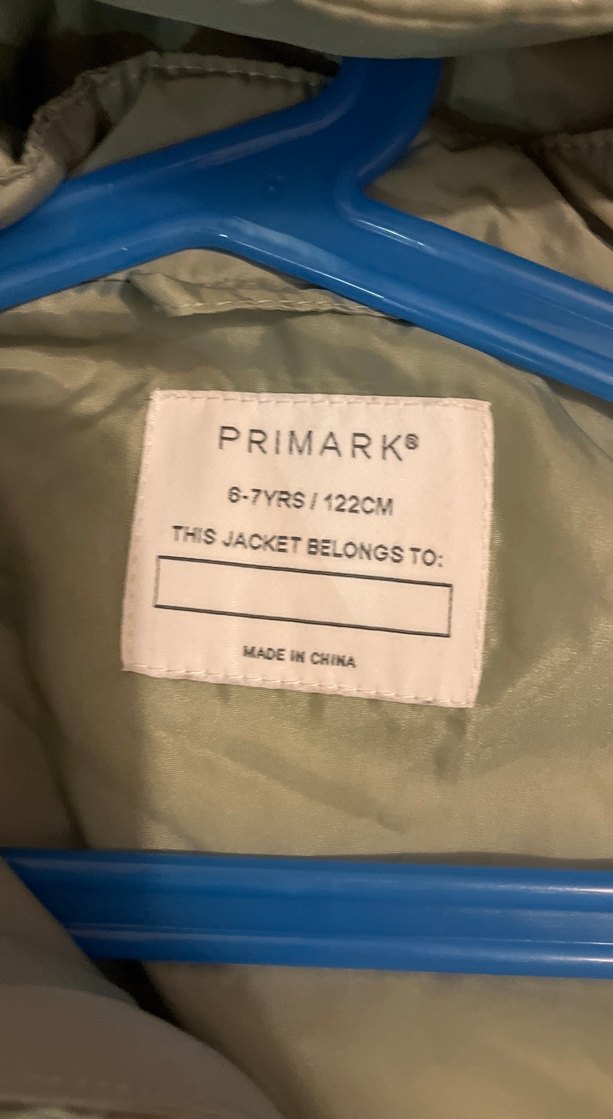 PRIMARK®
6-7YRS / 122CM
THIS JACKET BELONGS TO:
MADE IN CHINA